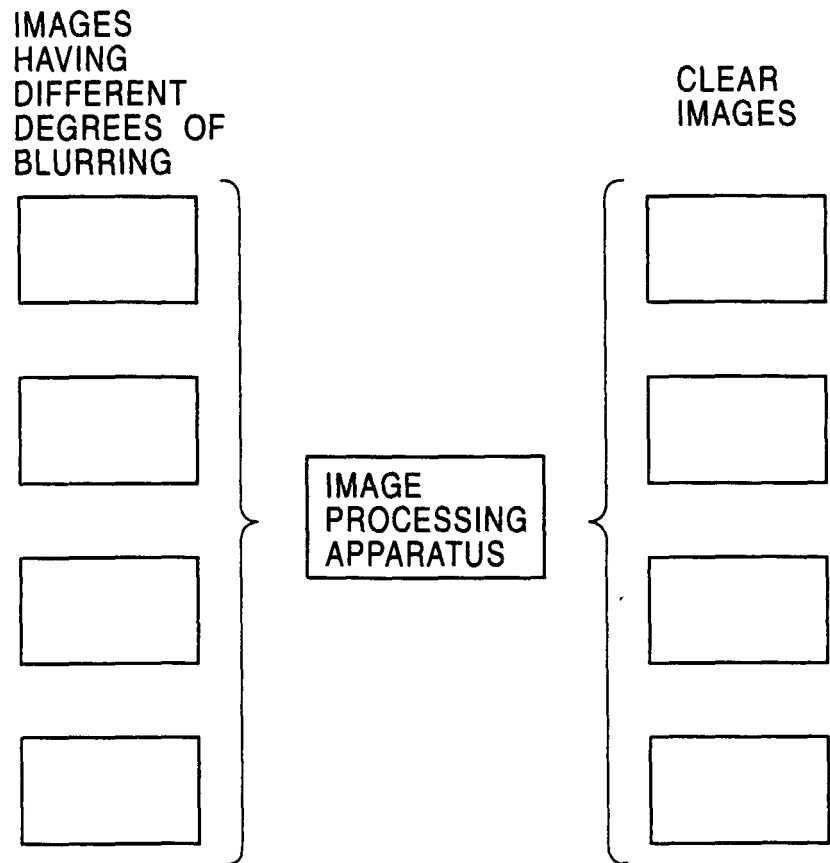 IMAGES
HAVING
DIFFERENT
DEGREES OF
BLURRING
CLEAR
IMAGES
IMAGE
PROCESSING
APPARATUS